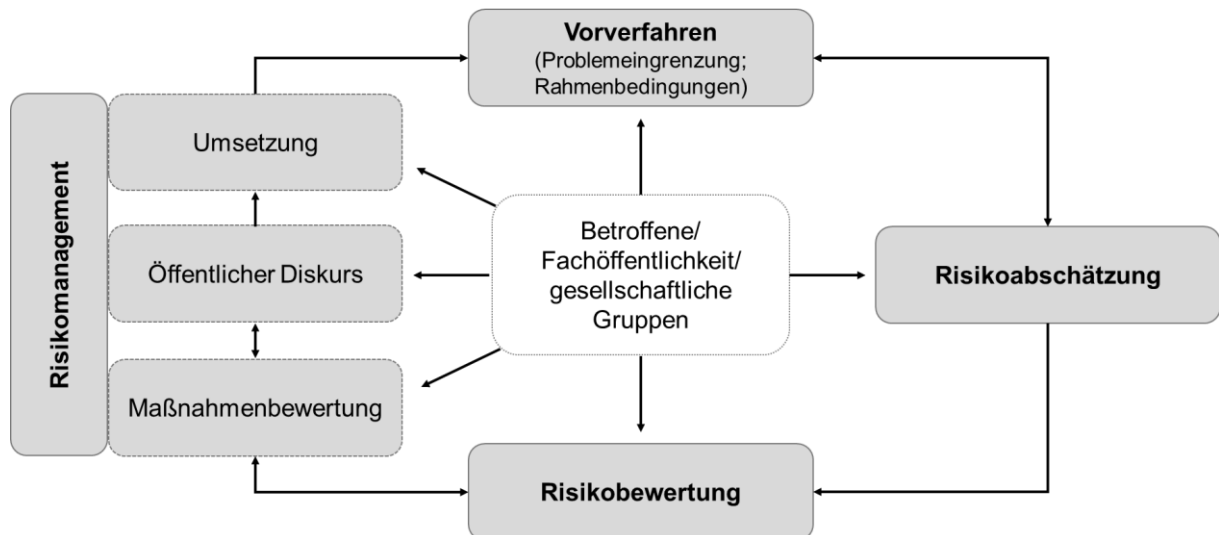 Vorverfahren
(Problemeingrenzung;
Rahmenbedingungen)
Risikomanagement
Umsetzung
Öffentlicher Diskurs
Maßnahmenbewertung
Betroffene/
Fachöffentlichkeit/
gesellschaftliche
Gruppen
Risikoabschätzung
Risikobewertung